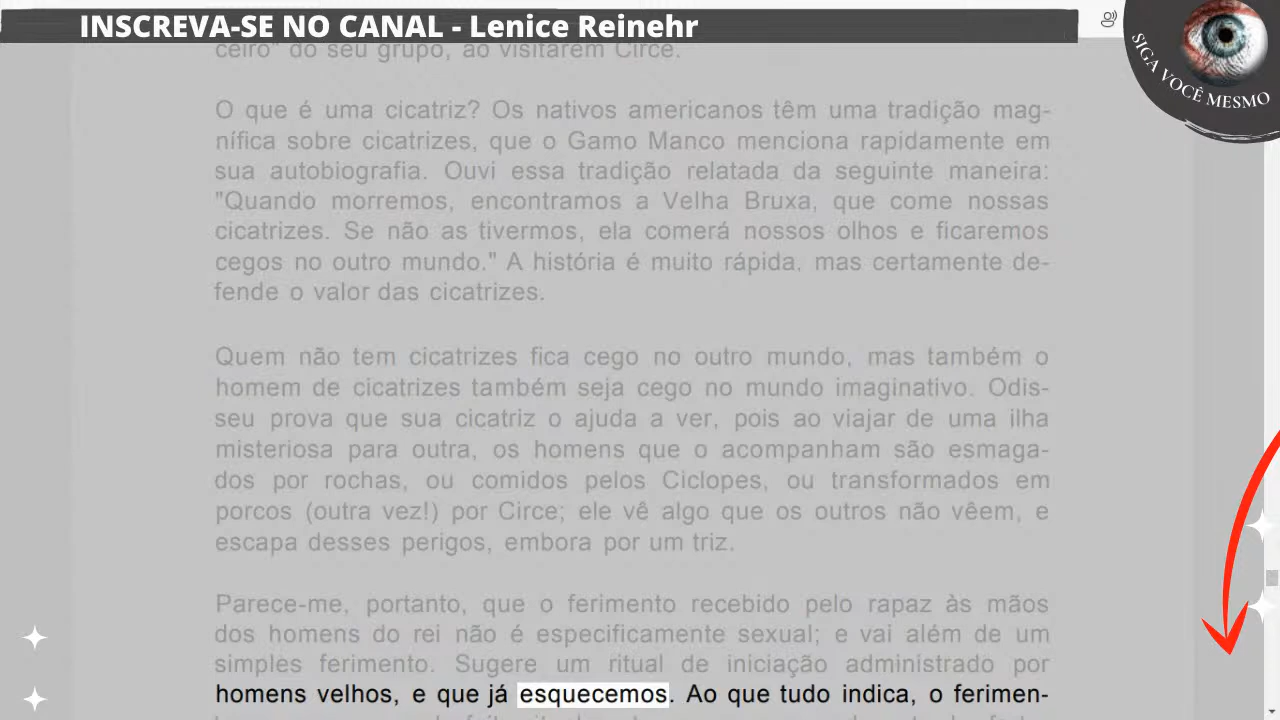 INSCREVA-SE NO CANAL - Lenice Reinehr
SIGA VOCÊ MESMO
ceiro" do seu grupo, ao visitarem Circe.
O que é uma cicatriz? Os nativos americanos têm uma tradição mag-
nífica sobre cicatrizes, que o Gamo Manco menciona rapidamente em
sua autobiografia. Ouvi essa tradição relatada da seguinte maneira:
"Quando morremos, encontramos a Velha Bruxa, que come nossas
cicatrizes. Se não as tivermos, ela comerá nossos olhos e ficaremos
cegos no outro mundo." A história é muito rápida, mas certamente de-
fende o valor das cicatrizes.
Quem não tem cicatrizes fica cego no outro mundo, mas também o
homem de cicatrizes também seja cego no mundo imaginativo. Odis-
seu prova que sua cicatriz o ajuda a ver, pois ao viajar de uma ilha
misteriosa para outra, os homens que o acompanham são esmaga-
dos por rochas, ou comidos pelos Ciclopes, ou transformados em
porcos (outra vez!) por Circe; ele vê algo que os outros não vêem, e
escapa desses perigos, embora por um triz.
Parece-me, portanto, que o ferimento recebido pelo rapaz às mãos
dos homens do rei não é especificamente sexual; e vai além de um
simples ferimento. Sugere um ritual de iniciação administrado por
homens velhos, e que já esquecemos. Ao que tudo indica, o ferimen-